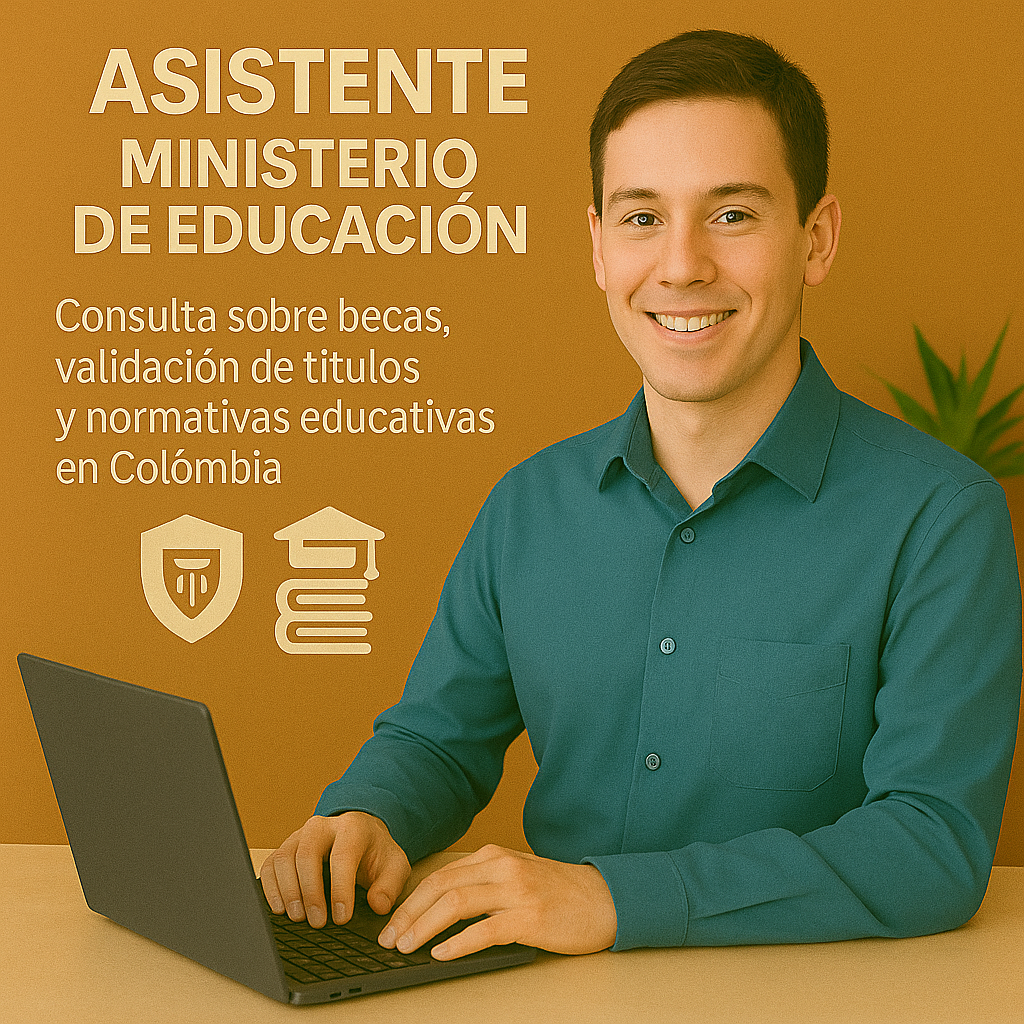 ASISTENTE
MINISTERIO
DE EDUCACIÓN
Consulta sobre becas,
validación de titulos
y normativas educativas
en Colómbia